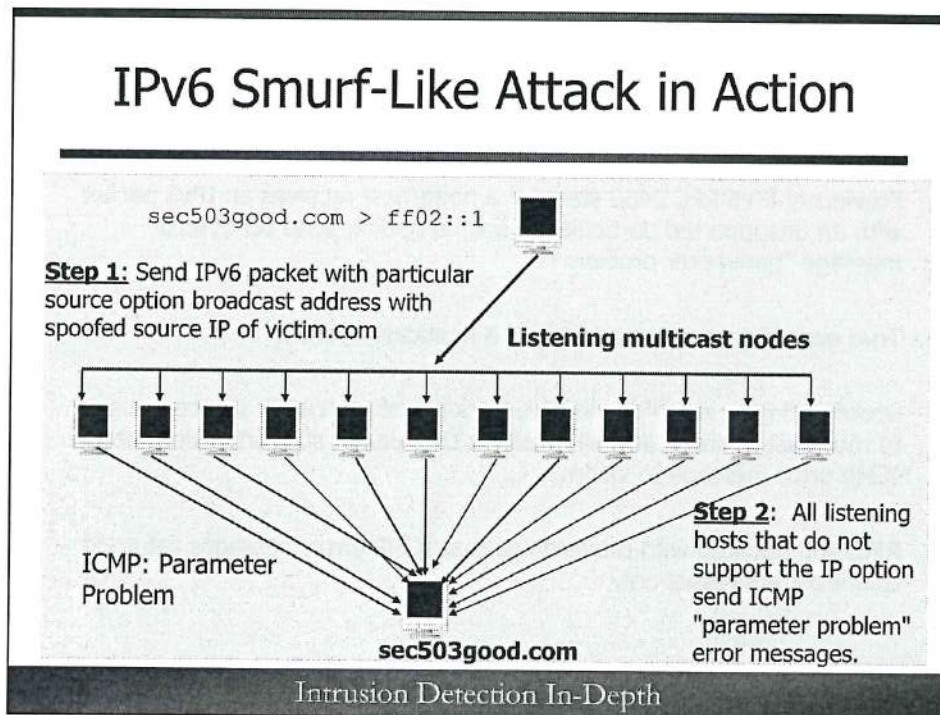 IPv6 Smurf-Like Attack in Action
sec503good.com > ff02::1
Step 1: Send IPv6 packet with particular
source option broadcast address with
spoofed source IP of victim.com
Listening multicast nodes
ICMP: Parameter
Problem
Step 2: All listening
hosts that do not
support the IP option
send ICMP
"parameter problem"
error messages.
sec503good.com
Intrusion Detection In-Depth